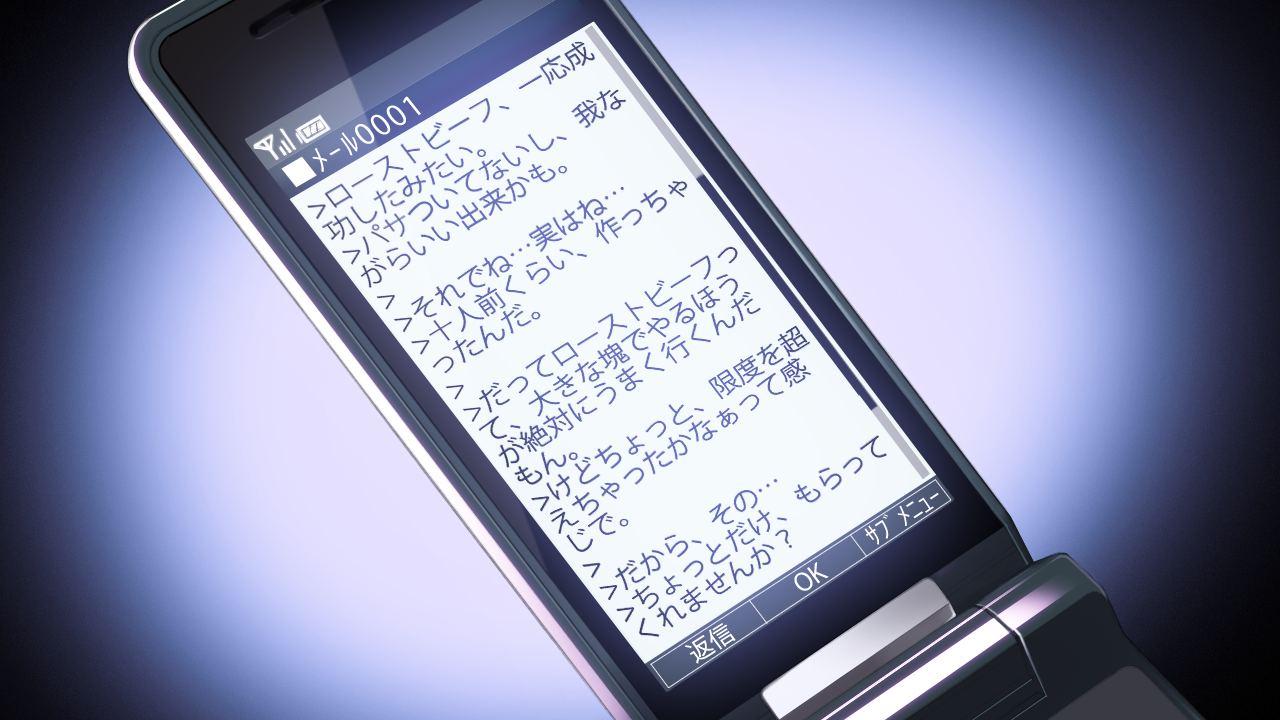 メール0001
>ローストビーフ、一応成
功したみたい。
>パサついてないし、我な
がらいい出来かも。
>
>それでね…実はね…
>十人前くらい、作っちゃ
ったんだ。
>
>だってローストビーフっ
て、大きな塊でやるほう
が絶対にうまく行くんだ
もん。
>けどちょっと、限度を超
えちゃったかなぁって感
じで。
>
>だから、その…
>ちょっとだけ、もらって
くれませんか？
返信
OK
サブメニュー